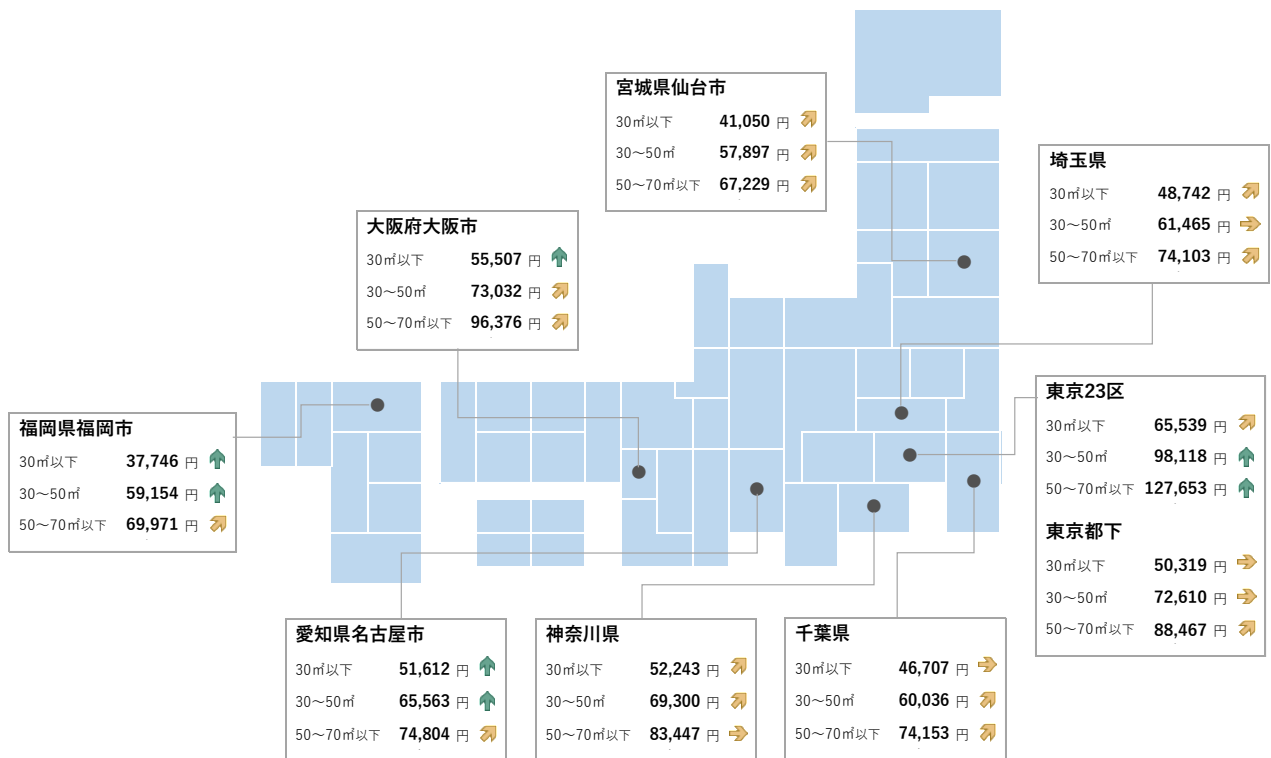 宮城県仙台市
30㎡以下 41,050 円
30〜50㎡ 57,897 円
50〜70㎡以下 67,229 円
埼玉県
30㎡以下 48,742 円
30〜50㎡ 61,465 円
50〜70㎡以下 74,103 円
大阪府大阪市
30㎡以下 55,507 円
30〜50㎡ 73,032 円
50〜70㎡以下 96,376 円
東京23区
30㎡以下 65,539 円
30〜50㎡ 98,118 円
50〜70㎡以下 127,653 円
東京都下
30㎡以下 50,319 円
30〜50㎡ 72,610 円
50〜70㎡以下 88,467 円
福岡県福岡市
30㎡以下 37,746 円
30〜50㎡ 59,154 円
50〜70㎡以下 69,971 円
愛知県名古屋市
30㎡以下 51,612 円
30〜50㎡ 65,563 円
50〜70㎡以下 74,804 円
神奈川県
30㎡以下 52,243 円
30〜50㎡ 69,300 円
50〜70㎡以下 83,447 円
千葉県
30㎡以下 46,707 円
30〜50㎡ 60,036 円
50〜70㎡以下 74,153 円